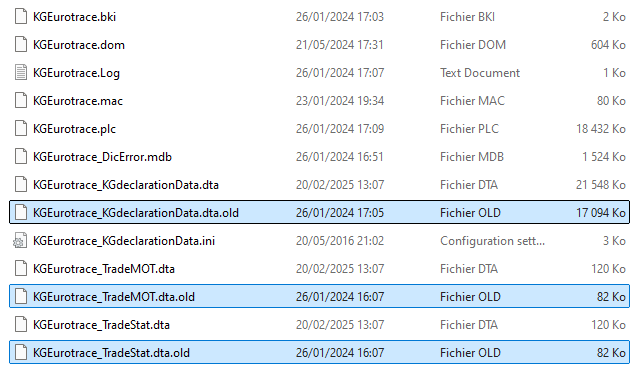 KGEurotrace.bki 26/01/2024 17:03 Fichier BKI 2 Ko
KGEurotrace.dom 21/05/2024 17:31 Fichier DOM 604 Ko
KGEurotrace.Log 26/01/2024 17:07 Text Document 1 Ko
KGEurotrace.mac 23/01/2024 19:34 Fichier MAC 80 Ko
KGEurotrace.plc 26/01/2024 17:09 Fichier PLC 18 432 Ko
KGEurotrace_DicError.mdb 26/01/2024 16:51 Fichier MDB 1 524 Ko
KGEurotrace_KGdeclarationData.dta 20/02/2025 13:07 Fichier DTA 21 548 Ko
KGEurotrace_KGdeclarationData.dta.old 26/01/2024 17:05 Fichier OLD 17 094 Ko
KGEurotrace_KGdeclarationData.ini 20/05/2016 21:02 Configuration sett... 3 Ko
KGEurotrace_TradeMOT.dta 20/02/2025 13:07 Fichier DTA 120 Ko
KGEurotrace_TradeMOT.dta.old 26/01/2024 16:07 Fichier OLD 82 Ko
KGEurotrace_TradeStat.dta 20/02/2025 13:07 Fichier DTA 120 Ko
KGEurotrace_TradeStat.dta.old 26/01/2024 16:07 Fichier OLD 82 Ko